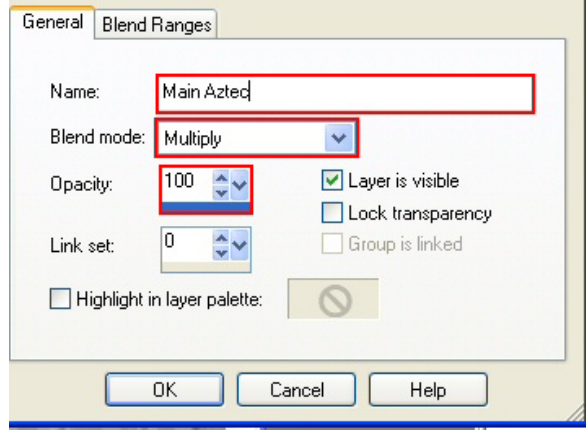 General Blend Ranges
Name: Main Aztec
Blend mode: Multiply
Opacity: 100 Layer is visible
Lock transparency
Link set: 0 Group is linked
Highlight in layer palette:
OK Cancel Help